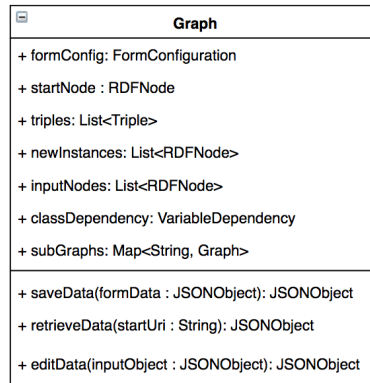 Graph
+ formConfig: FormConfiguration
+ startNode : RDFNode
+ triples: List<Triple>
+ newInstances: List<RDFNode>
+ inputNodes: List<RDFNode>
+ classDependency: VariableDependency
+ subGraphs: Map<String, Graph>
+ saveData(formData : JSONObject): JSONObject
+ retrieveData(startUri : String): JSONObject
+ editData(inputObject : JSONObject): JSONObject